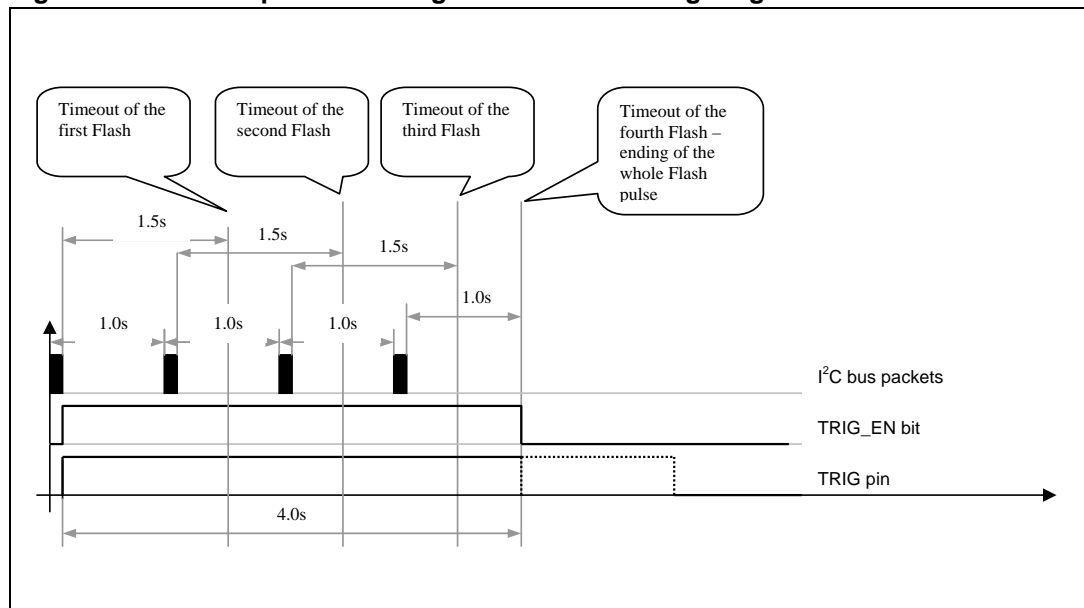 Timeout of the
first Flash
Timeout of the
second Flash
Timeout of the
third Flash
Timeout of the
fourth Flash –
ending of the
whole Flash
pulse
1.5s
1.5s
1.5s
1.0s
1.0s
1.0s
1.0s
I²C bus packets
TRIG_EN bit
TRIG pin
4.0s